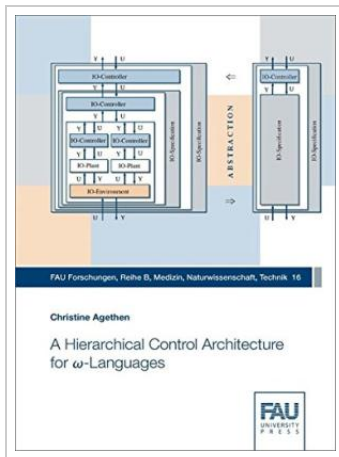 Y U
IO-Controller
Y U
IO-Controller
Y U Y U
IO-Controller IO-Controller
Y U Y U
IO-Plant IO-Plant
Y U Y U
IO-Environment
U Y
IO-Specification
IO-Specification
⇐
ABSTRACTION
⇒
Y U
IO-Controller
Y U
IO-Specification
IO-Specification
U Y
FAU Forschungen, Reihe B, Medizin, Naturwissenschaft, Technik 16
Christine Agethen
A Hierarchical Control Architecture
for ω-Languages
FAU
UNIVERSITY
PRESS